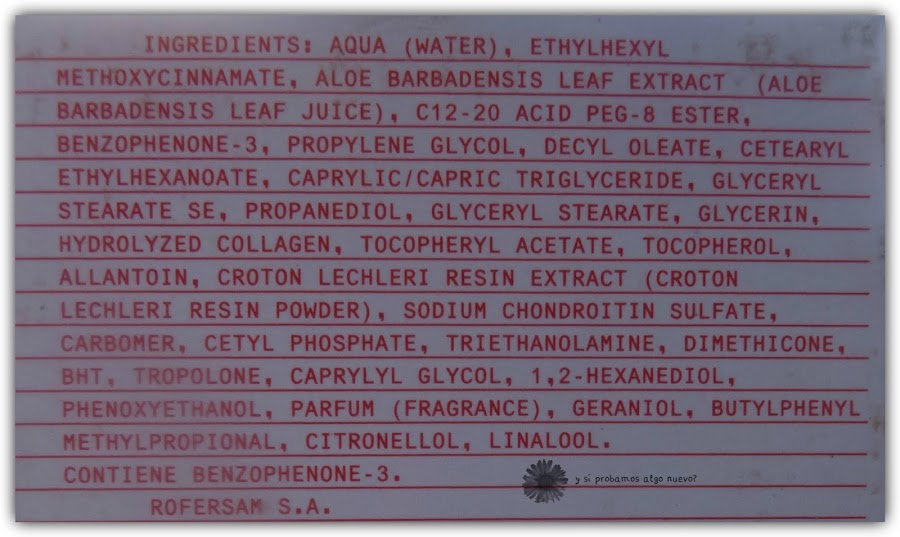 INGREDIENTS: AQUA (WATER), ETHYLHEXYL
METHOXYCINNAMATE, ALOE BARBADENSIS LEAF EXTRACT (ALOE
BARBADENSIS LEAF JUICE), C12-20 ACID PEG-8 ESTER,
BENZOPHENONE-3, PROPYLENE GLYCOL, DECYL OLEATE, CETEARYL
ETHYLHEXANOATE, CAPRYLIC/CAPRIC TRIGLYCERIDE, GLYCERYL
STEARATE SE, PROPANEDIOL, GLYCERYL STEARATE, GLYCERIN,
HYDROLYZED COLLAGEN, TOCOPHERYL ACETATE, TOCOPHEROL,
ALLANTOIN, CROTON LECHLERI RESIN EXTRACT (CROTON
LECHLERI RESIN POWDER), SODIUM CHONDROITIN SULFATE,
CARBOMER, CETYL PHOSPHATE, TRIETHANOLAMINE, DIMETHICONE,
BHT, TROPOLONE, CAPRYLYL GLYCOL, 1,2-HEXANEDIOL,
PHENOXYETHANOL, PARFUM (FRAGRANCE), GERANIOL, BUTYLPHENYL
METHYLPROPIONAL, CITRONELLOL, LINALOOL.
CONTIENE BENZOPHENONE-3.
y si probamos algo nuevo?
ROFERSAM S.A.